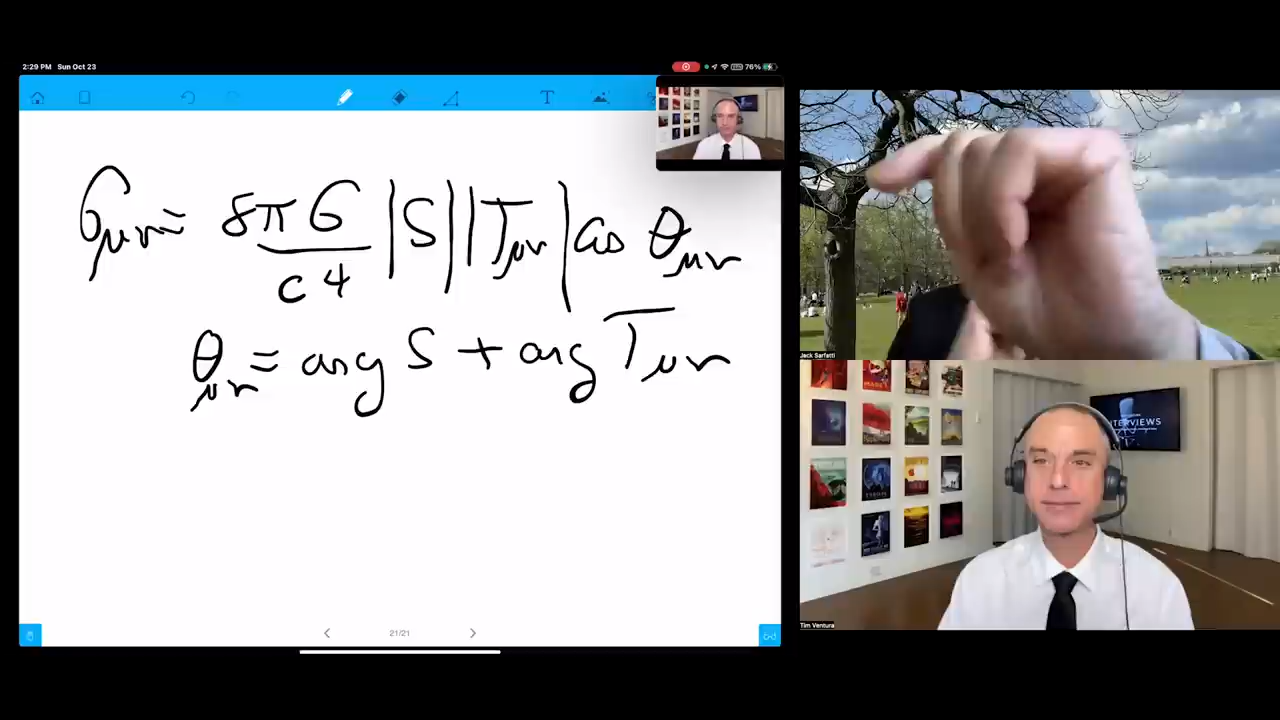 2:29 PM Sun Oct 23
76%
T
Gμν = 8πG/c4 |S||Tμν| cos θμν
θμν = arg S + arg Tμν
21/21
Jack Sarfatti
INTERVIEWS
Tim Ventura